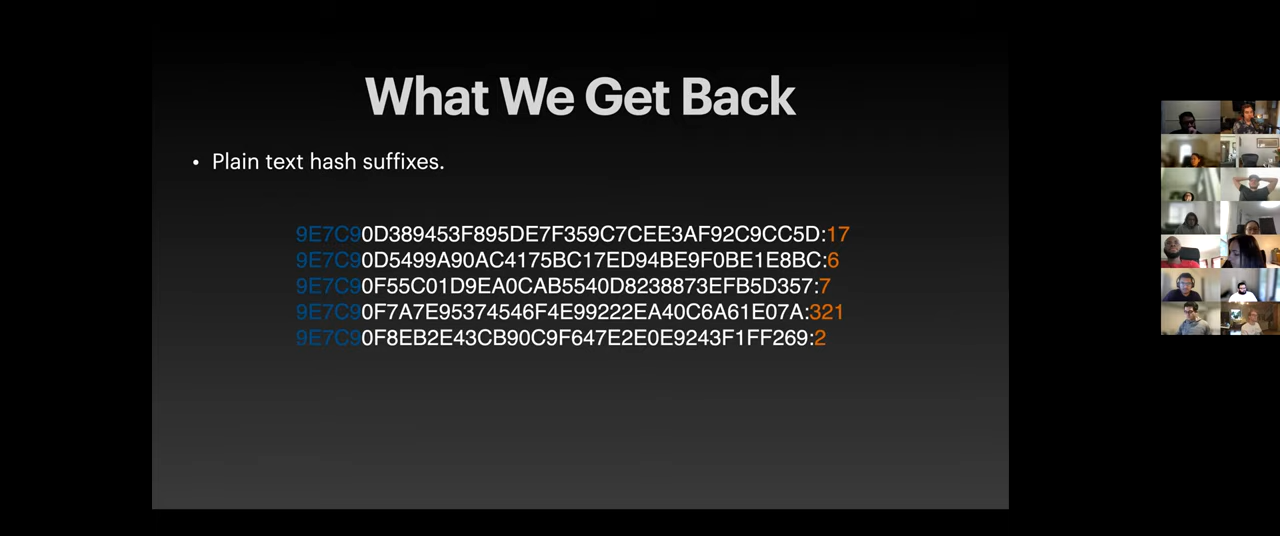 What We Get Back
• Plain text hash suffixes.
9E7C90D389453F895DE7F359C7CEE3AF92C9CC5D:17
9E7C90D5499A90AC4175BC17ED94BE9F0BE1E8BC:6
9E7C90F55C01D9EA0CAB5540D8238873EFB5D357:7
9E7C90F7A7E95374546F4E99222EA40C6A61E07A:321
9E7C90F8EB2E43CB90C9F647E2E0E9243F1FF269:2